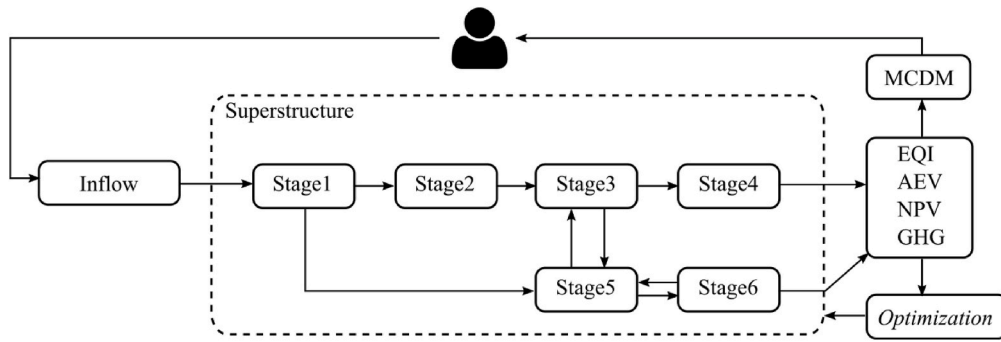 MCDM
Superstructure
Inflow
Stage1
Stage2
Stage3
Stage4
EQI
AEV
NPV
GHG
Stage5
Stage6
Optimization